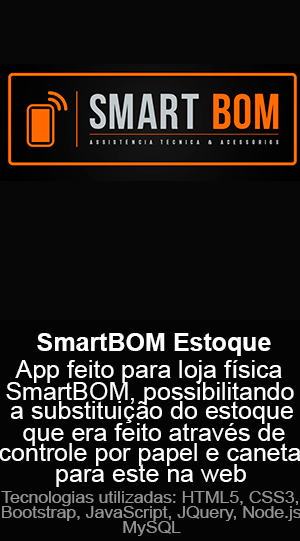 SMART BOM
ASSISTENCIA TÉCNICA & ACESSÓRIOS
SmartBOM Estoque
App feito para loja física
SmartBOM, possibilitando
a substituição do estoque
que era feito através de
controle por papel e caneta
para este na web
Tecnologias utilizadas: HTML5, CSS3,
Bootstrap, JavaScript, JQuery, Node.js
MySQL